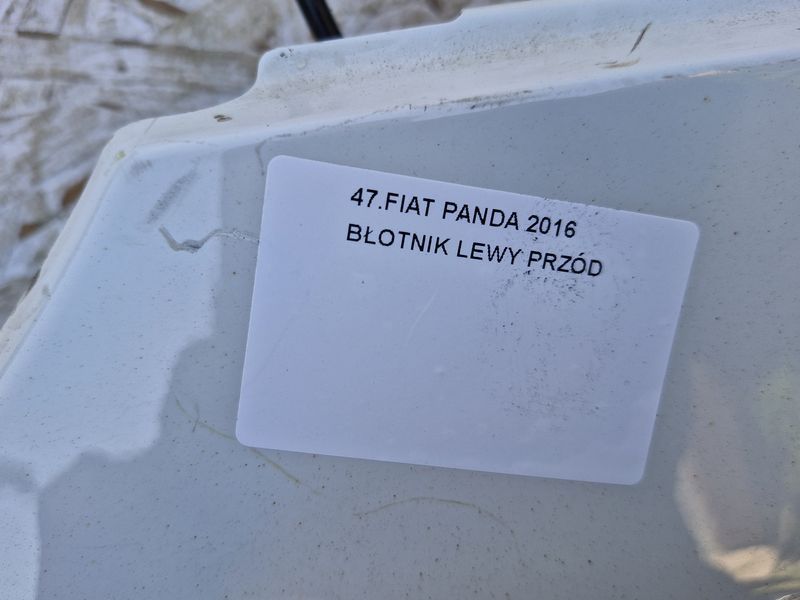 47.FIAT PANDA 2016
BŁOTNIK LEWY PRZÓD